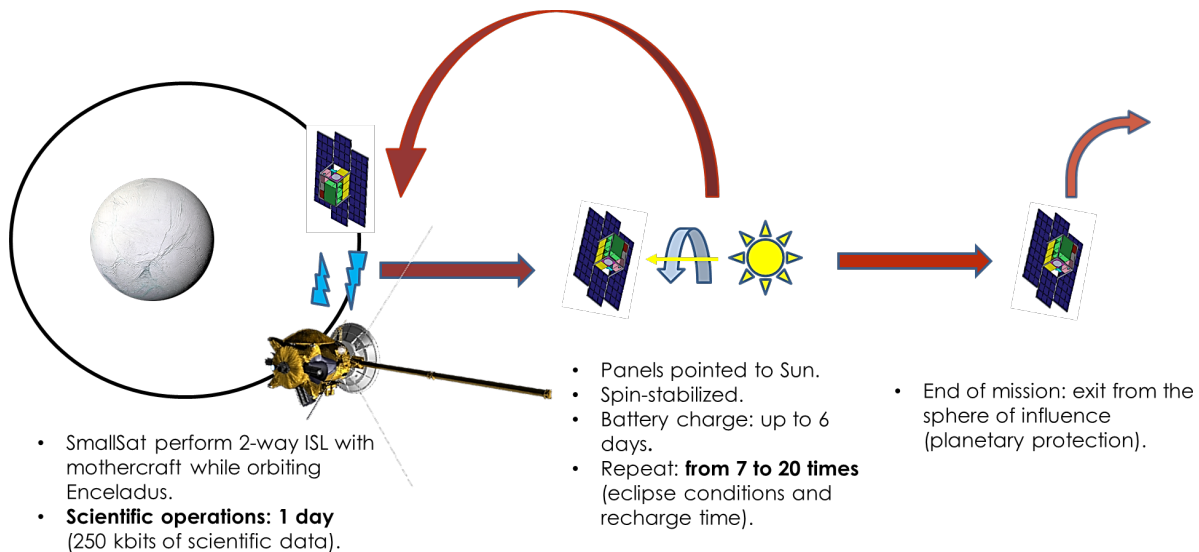 • SmallSat perform 2-way ISL with
mothercraft while orbiting
Enceladus.
• Scientific operations: 1 day
(250 kbits of scientific data).
• Panels pointed to Sun.
• Spin-stabilized.
• Battery charge: up to 6
days.
• Repeat: from 7 to 20 times
(eclipse conditions and
recharge time).
• End of mission: exit from the
sphere of influence
(planetary protection).